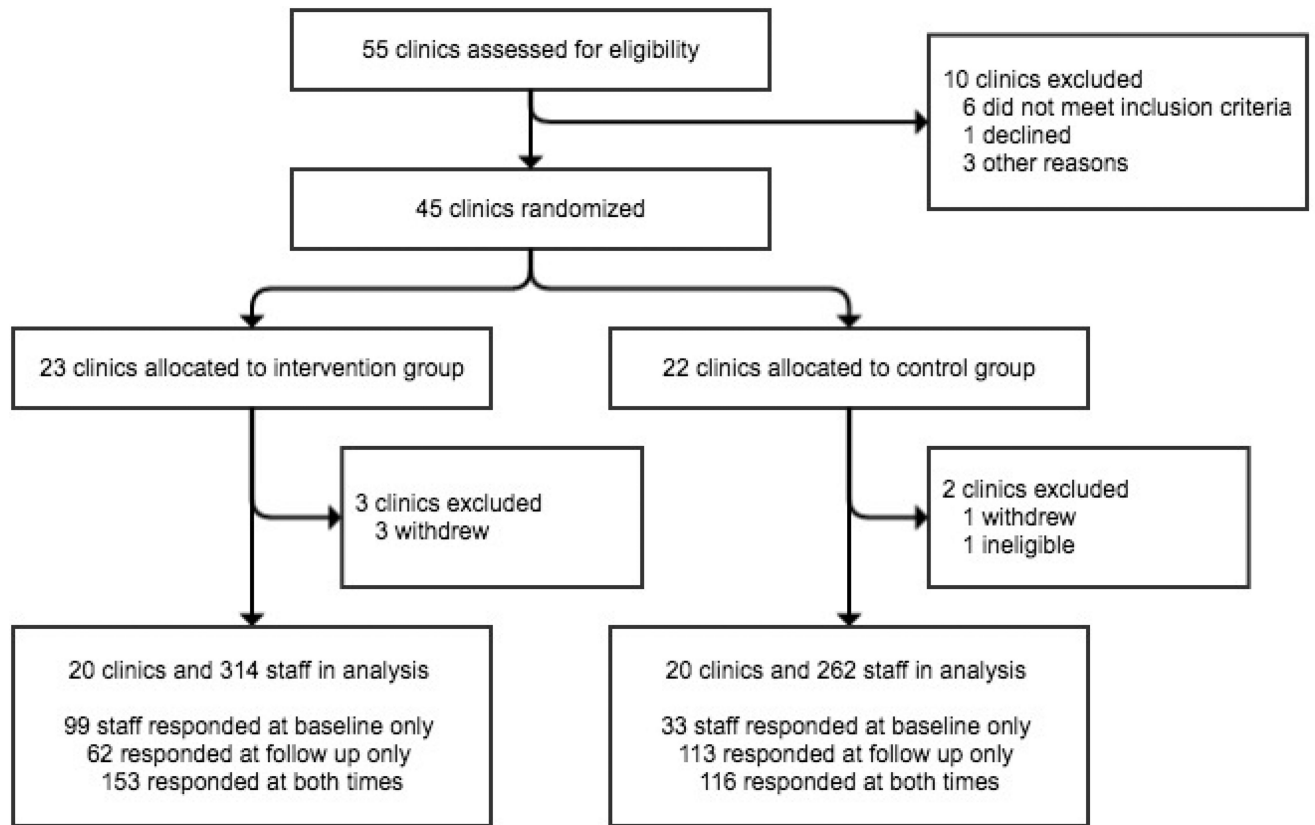 55 clinics assessed for eligibility
10 clinics excluded
6 did not meet inclusion criteria
1 declined
3 other reasons
45 clinics randomized
23 clinics allocated to intervention group
22 clinics allocated to control group
3 clinics excluded
3 withdrew
2 clinics excluded
1 withdrew
1 ineligible
20 clinics and 314 staff in analysis
99 staff responded at baseline only
62 responded at follow up only
153 responded at both times
20 clinics and 262 staff in analysis
33 staff responded at baseline only
113 responded at follow up only
116 responded at both times